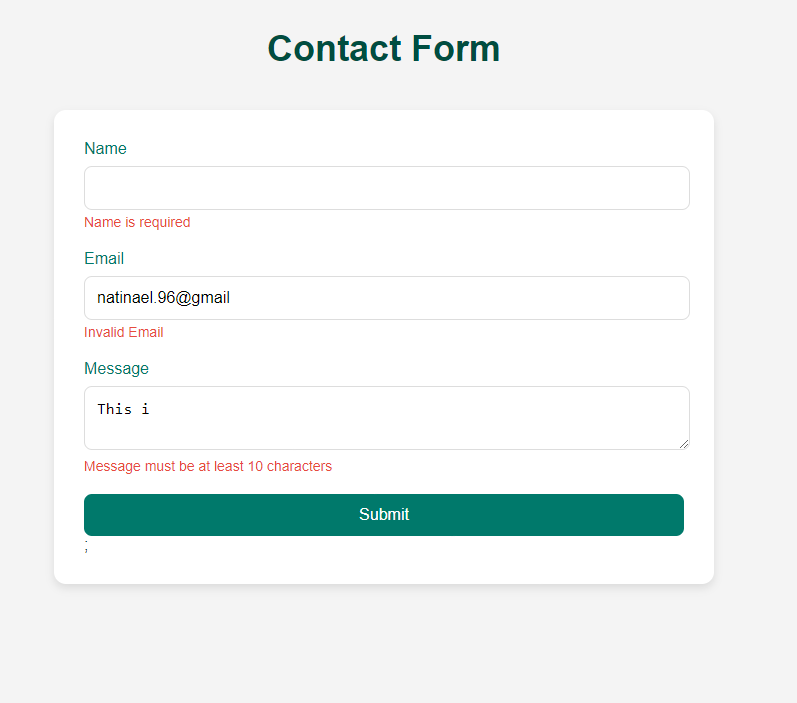 Contact Form
Name
Name is required
Email
natinael.96@gmail
Invalid Email
Message
This i
Message must be at least 10 characters
Submit
;